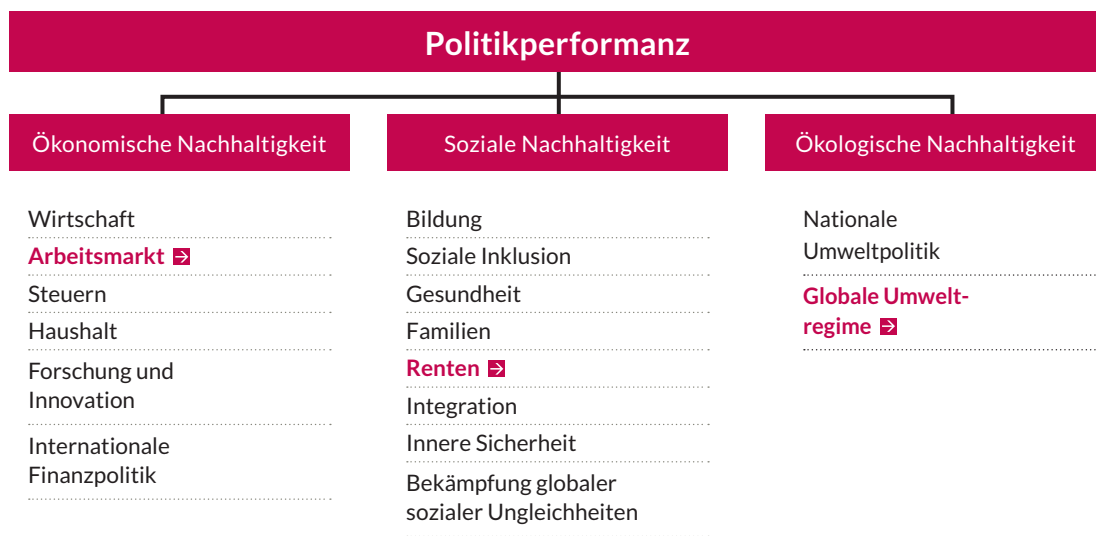 Politikperformanz
Ökonomische Nachhaltigkeit
Wirtschaft
Arbeitsmarkt
Steuern
Haushalt
Forschung und
Innovation
Internationale
Finanzpolitik
Soziale Nachhaltigkeit
Bildung
Soziale Inklusion
Gesundheit
Familien
Renten
Integration
Innere Sicherheit
Bekämpfung globaler
sozialer Ungleichheiten
Ökologische Nachhaltigkeit
Nationale
Umweltpolitik
Globale Umwelt-
regime